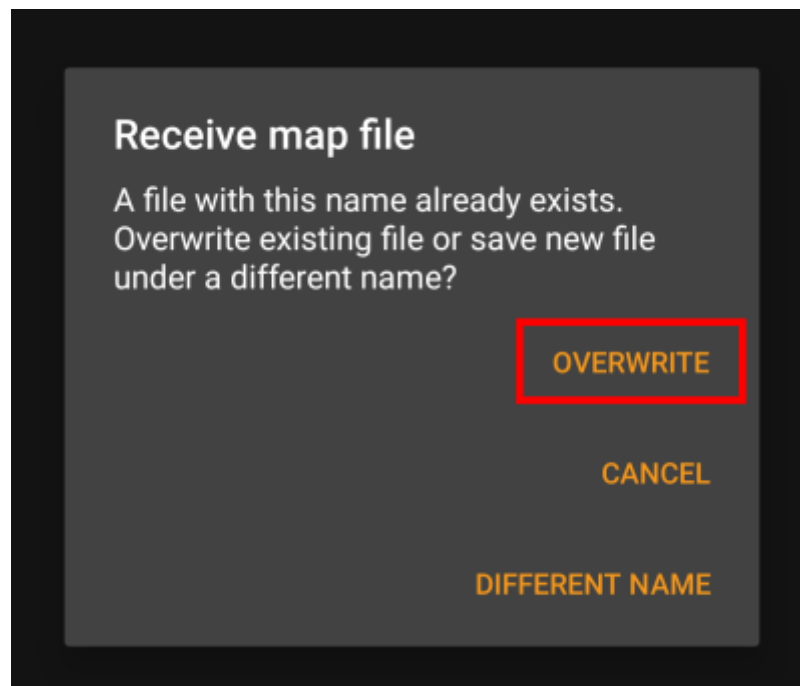 Receive map file
A file with this name already exists.
Overwrite existing file or save new file
under a different name?
OVERWRITE
CANCEL
DIFFERENT NAME